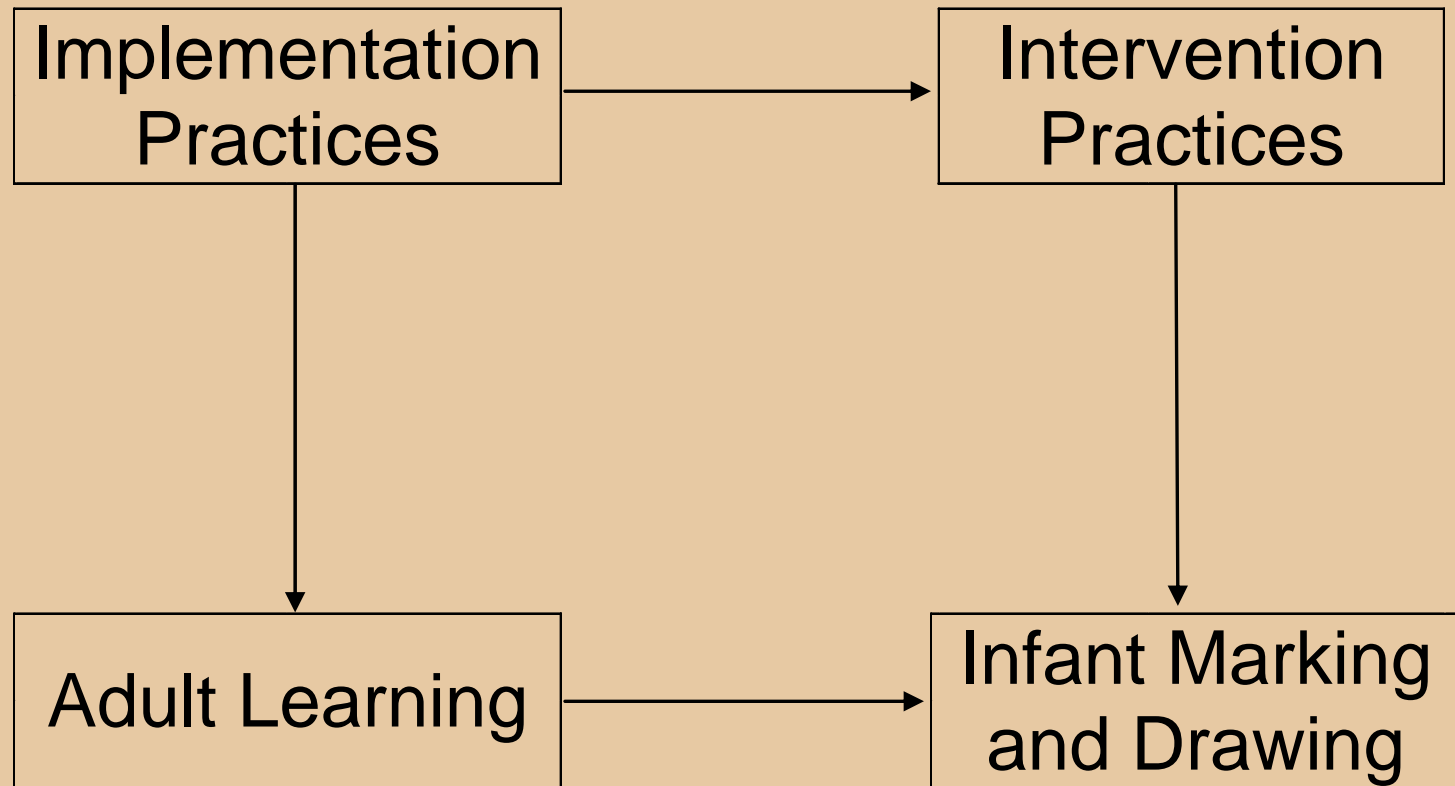 Implementation
Practices
Intervention
Practices
Adult Learning
Infant Marking
and Drawing